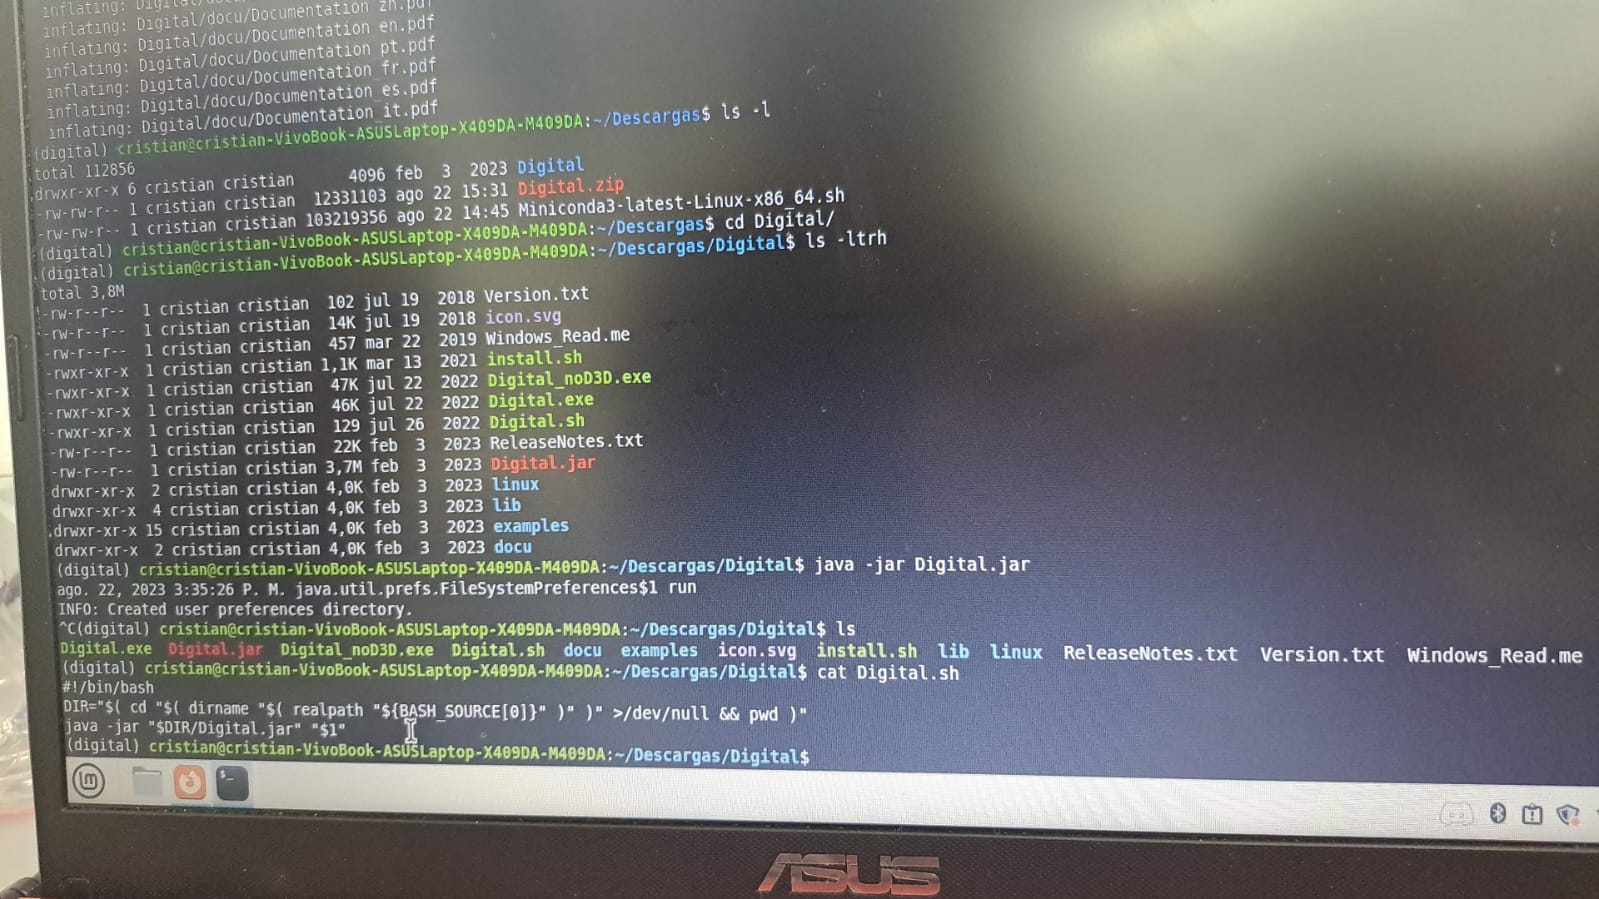 inflating: Digital/docu/Documentation_zh.pdf
inflating: Digital/docu/Documentation_en.pdf
inflating: Digital/docu/Documentation_pt.pdf
inflating: Digital/docu/Documentation_fr.pdf
inflating: Digital/docu/Documentation_es.pdf
inflating: Digital/docu/Documentation_it.pdf
(digital) cristian@cristian-VivoBook-ASUSLaptop-X409DA-M409DA:~/Descargas$ ls -l
total 112856
drwxr-xr-x 6 cristian cristian 4096 feb 3 2023 Digital
-rw-rw-r-- 1 cristian cristian 12331103 ago 22 15:31 Digital.zip
-rw-rw-r-- 1 cristian cristian 103219356 ago 22 14:45 Miniconda3-latest-Linux-x86_64.sh
(digital) cristian@cristian-VivoBook-ASUSLaptop-X409DA-M409DA:~/Descargas$ cd Digital/
(digital) cristian@cristian-VivoBook-ASUSLaptop-X409DA-M409DA:~/Descargas/Digital$ ls -ltrh
total 3,8M
-rw-r--r-- 1 cristian cristian 102 jul 19 2018 Version.txt
-rw-r--r-- 1 cristian cristian 14K jul 19 2018 icon.svg
-rw-r--r-- 1 cristian cristian 457 mar 22 2019 Windows_Read.me
-rwxr-xr-x 1 cristian cristian 1,1K mar 13 2021 install.sh
-rwxr-xr-x 1 cristian cristian 47K jul 22 2022 Digital_noD3D.exe
-rwxr-xr-x 1 cristian cristian 46K jul 22 2022 Digital.exe
-rwxr-xr-x 1 cristian cristian 129 jul 26 2022 Digital.sh
-rw-r--r-- 1 cristian cristian 22K feb 3 2023 ReleaseNotes.txt
-rw-r--r-- 1 cristian cristian 3,7M feb 3 2023 Digital.jar
drwxr-xr-x 2 cristian cristian 4,0K feb 3 2023 linux
drwxr-xr-x 4 cristian cristian 4,0K feb 3 2023 lib
drwxr-xr-x 15 cristian cristian 4,0K feb 3 2023 examples
drwxr-xr-x 2 cristian cristian 4,0K feb 3 2023 docu
(digital) cristian@cristian-VivoBook-ASUSLaptop-X409DA-M409DA:~/Descargas/Digital$ java -jar Digital.jar
ago. 22, 2023 3:35:26 P. M. java.util.prefs.FileSystemPreferences$1 run
INFO: Created user preferences directory.
^C(digital) cristian@cristian-VivoBook-ASUSLaptop-X409DA-M409DA:~/Descargas/Digital$ ls
Digital.exe Digital.jar Digital_noD3D.exe Digital.sh docu examples icon.svg install.sh lib linux ReleaseNotes.txt Version.txt Windows_Read.me
(digital) cristian@cristian-VivoBook-ASUSLaptop-X409DA-M409DA:~/Descargas/Digital$ cat Digital.sh
#!/bin/bash
DIR="$( cd "$( dirname "$( realpath "${BASH_SOURCE[0]}" )" )" >/dev/null && pwd )"
java -jar "$DIR/Digital.jar" "$1"
(digital) cristian@cristian-VivoBook-ASUSLaptop-X409DA-M409DA:~/Descargas/Digital$
ASUS